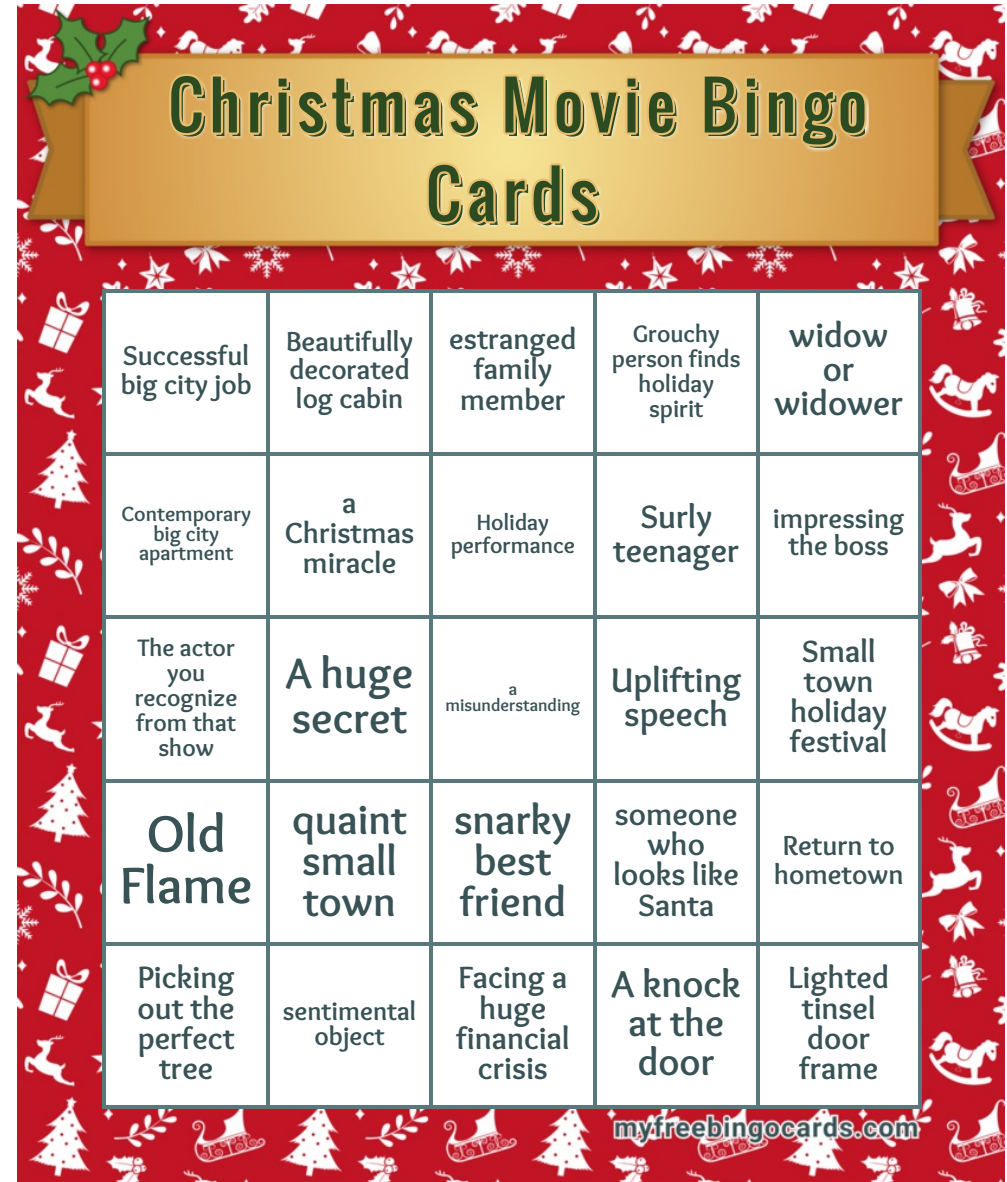 Christmas Movie Bingo
Cards
Successful
big city job
Beautifully
decorated
log cabin
estranged
family
member
Grouchy
person finds
holiday
spirit
widow
or
widower
Contemporary
big city
apartment
a
Christmas
miracle
Holiday
performance
Surly
teenager
impressing
the boss
The actor
you
recognize
from that
show
A huge
secret
a
misunderstanding
Uplifting
speech
Small
town
holiday
festival
Old
Flame
quaint
small
town
snarky
best
friend
someone
who
looks like
Santa
Return to
hometown
Picking
out the
perfect
tree
sentimental
object
Facing a
huge
financial
crisis
A knock
at the
door
Lighted
tinsel
door
frame
myfreebingocards.com